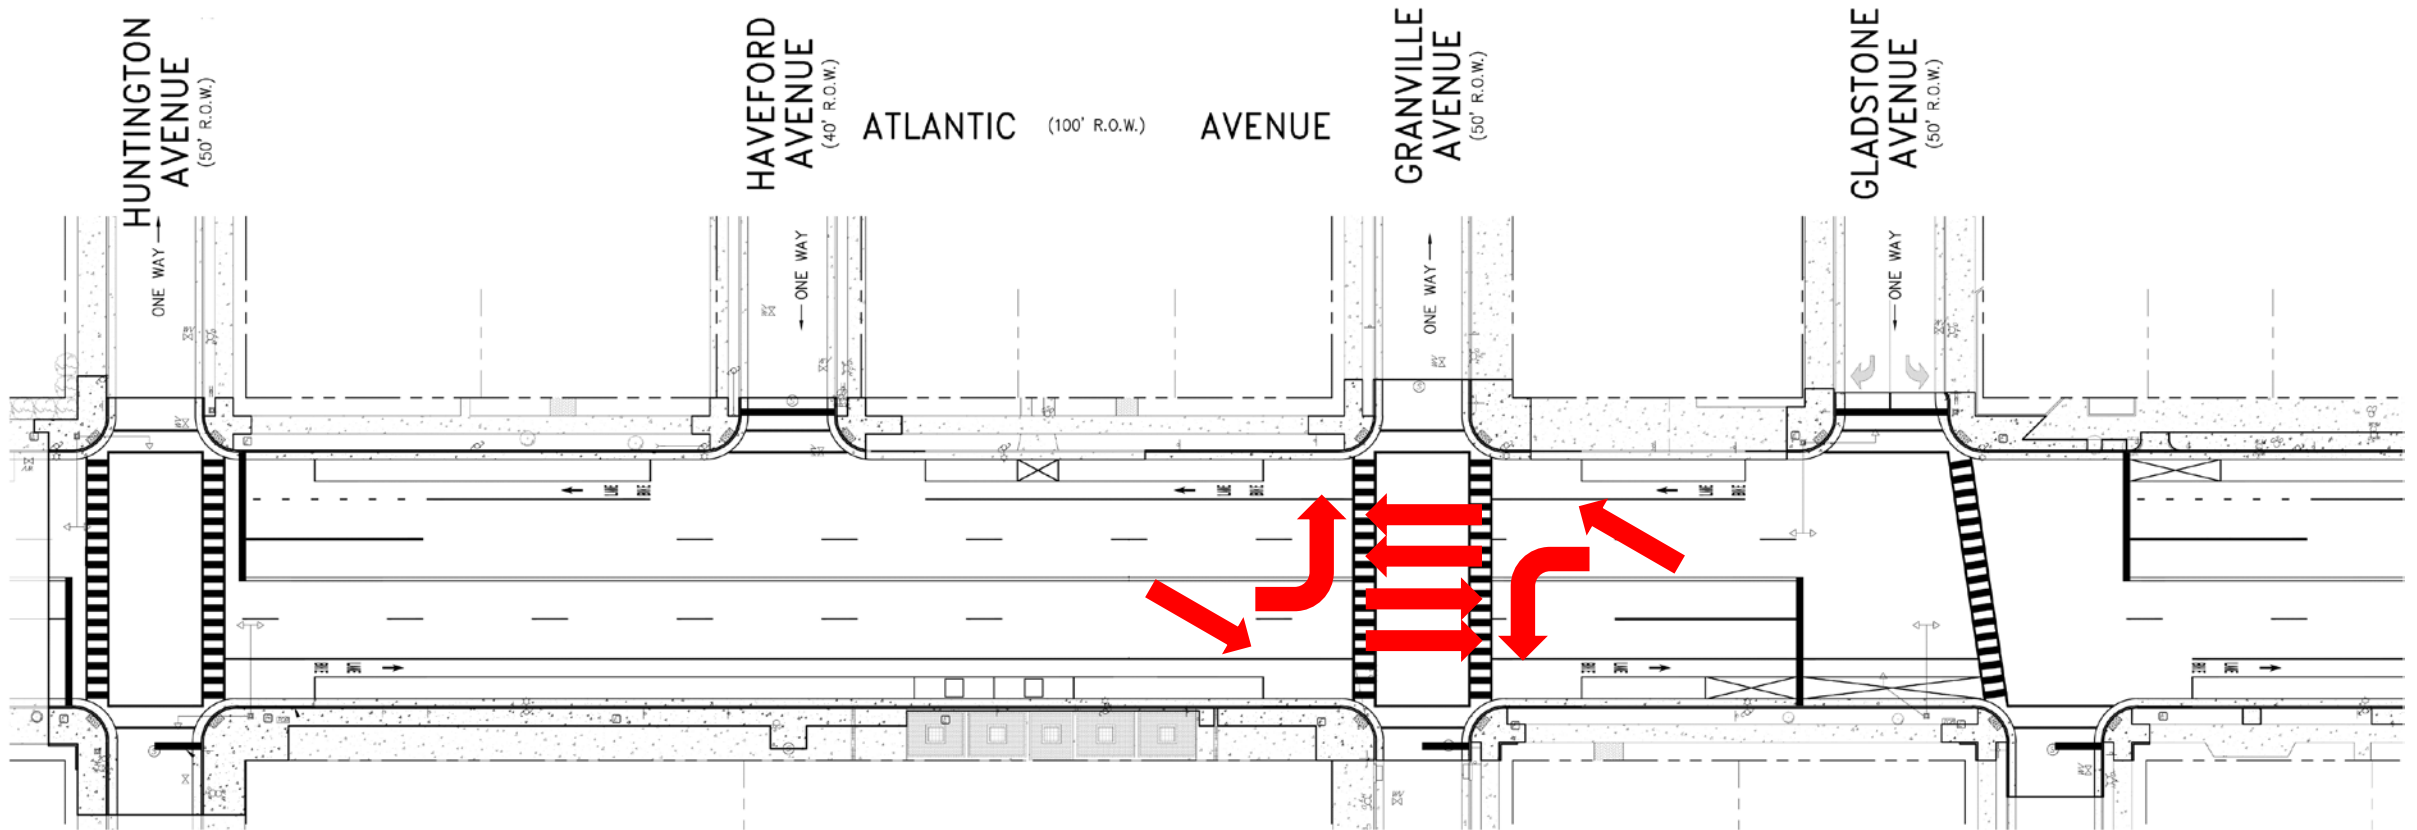 HUNTINGTON
AVENUE
(50' R.O.W.)
HAVEFORD
AVENUE
(40' R.O.W.)
ATLANTIC (100' R.O.W.) AVENUE
GRANVILLE
AVENUE
(50' R.O.W.)
GLADSTONE
AVENUE
(50' R.O.W.)
ONE WAY
ONE WAY
ONE WAY
ONE WAY